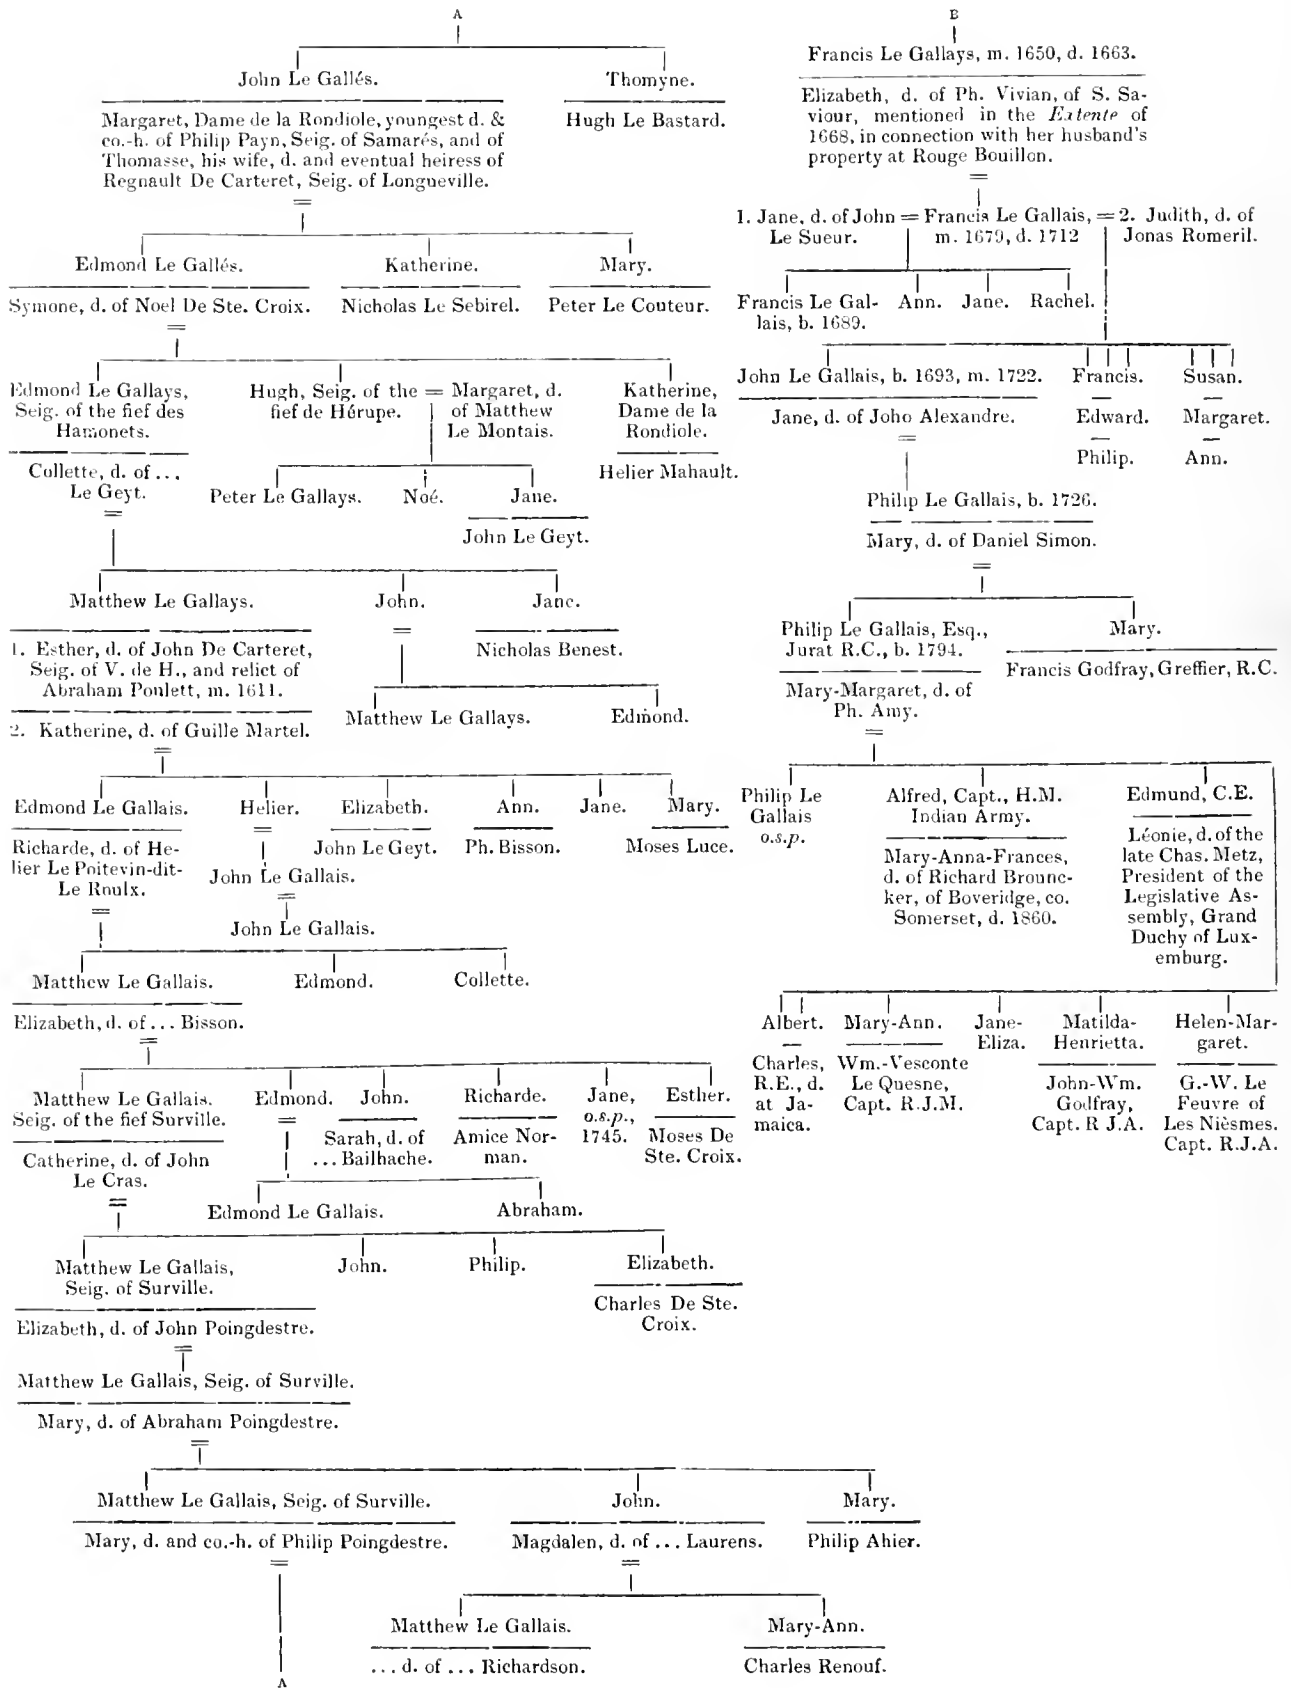 A
John Le Gallés.
Thomyne.
Margaret, Dame de la Rondiole, youngest d. &
co.-h. of Philip Payn, Seig. of Samarés, and of
Thomasse, his wife, d. and eventual heiress of
Regnault De Carteret, Seig. of Longueville.
Hugh Le Bastard.
Edmond Le Gallés.
Katherine.
Mary.
Symone, d. of Noel De Ste. Croix.
Nicholas Le Sebirel.
Peter Le Couteur.
Edmond Le Gallays,
Seig. of the fief des
Hamonets.
Hugh, Seig. of the
fief de Hérupe.
=
Margaret, d.
of Matthew
Le Montais.
Katherine,
Dame de la
Rondiole.
Collette, d. of ...
Le Geyt.
Helier Mahault.
Peter Le Gallays.
Noé.
Jane.
John Le Geyt.
Matthew Le Gallays.
John.
Jane.
1. Esther, d. of John De Carteret,
Seig. of V. de H., and relict of
Abraham Poulett, m. 1611.
Nicholas Benest.
2. Katherine, d. of Guille Martel.
Matthew Le Gallays.
Edmond.
Edmond Le Gallais.
Helier.
Elizabeth.
Ann.
Jane.
Mary.
Richarde, d. of He-
lier Le Poitevin-dit-
Le Roulx.
John Le Geyt.
Ph. Bisson.
Moses Luce.
John Le Gallais.
John Le Gallais.
Matthew Le Gallais.
Edmond.
Collette.
Elizabeth, d. of ... Bisson.
Matthew Le Gallais.
Seig. of the fief Surville.
Edmond.
John.
Richarde.
Jane,
o.s.p.,
1745.
Esther.
Catherine, d. of John
Le Cras.
Sarah, d. of
... Bailhache.
Amice Nor-
man.
Moses De
Ste. Croix.
Edmond Le Gallais.
Abraham.
Matthew Le Gallais,
Seig. of Surville.
John.
Philip.
Elizabeth.
Charles De Ste.
Croix.
Elizabeth, d. of John Poingdestre.
Matthew Le Gallais, Seig. of Surville.
Mary, d. of Abraham Poingdestre.
Matthew Le Gallais, Seig. of Surville.
John.
Mary.
Mary, d. and co.-h. of Philip Poingdestre.
Magdalen, d. of ... Laurens.
Philip Ahier.
Matthew Le Gallais.
Mary-Ann.
... d. of ... Richardson.
Charles Renouf.
A
B
Francis Le Gallays, m. 1650, d. 1663.
Elizabeth, d. of Ph. Vivian, of S. Sa-
viour, mentioned in the Extente of
1668, in connection with her husband's
property at Rouge Bouillon.
1. Jane, d. of John = Francis Le Gallais, = 2. Judith, d. of
Le Sueur. m. 1679, d. 1712 Jonas Romeril.
Francis Le Gal-
lais, b. 1689.
Ann.
Jane.
Rachel.
John Le Gallais, b. 1693, m. 1722.
Francis.
Susan.
Jane, d. of Joho Alexandre.
Edward.
Margaret.
Philip.
Ann.
Philip Le Gallais, b. 1726.
Mary, d. of Daniel Simon.
Philip Le Gallais, Esq.,
Jurat R.C., b. 1794.
Mary.
Francis Godfray, Greffier, R.C.
Mary-Margaret, d. of
Ph. Amy.
Philip Le
Gallais
o.s.p.
Alfred, Capt., H.M.
Indian Army.
Edmund, C.E.
Mary-Anna-Frances,
d. of Richard Brounc-
ker, of Boveridge, co.
Somerset, d. 1860.
Léonie, d. of the
late Chas. Metz,
President of the
Legislative As-
sembly, Grand
Duchy of Lux-
emburg.
Albert.
Mary-Ann.
Jane-
Eliza.
Matilda-
Henrietta.
Helen-Mar-
garet.
Charles,
R.E., d.
at Ja-
maica.
Wm.-Vesconte
Le Quesne,
Capt. R.J.M.
John-Wm.
Godfray,
Capt. R J.A.
G.-W. Le
Feuvre of
Les Nièsmes.
Capt. R.J.A.